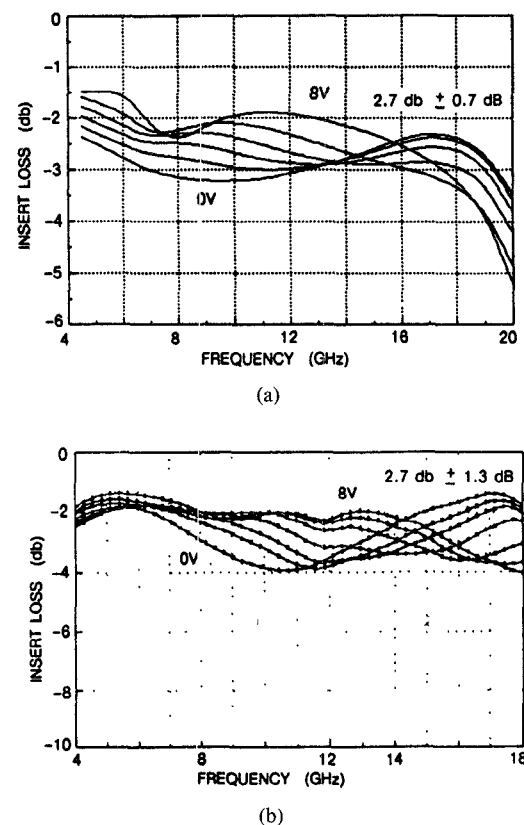 0
-1
-2
-3
-4
-5
-6
INSERT LOSS (db)
8V
2.7 db ± 0.7 dB
0V
4 8 12 16 20
FREQUENCY (GHz)
(a)
0
-2
-4
-6
-8
-10
INSERT LOSS (db)
2.7 db ± 1.3 dB
8V
0V
4 6 8 10 12 14 16 18
FREQUENCY (GHz)
(b)